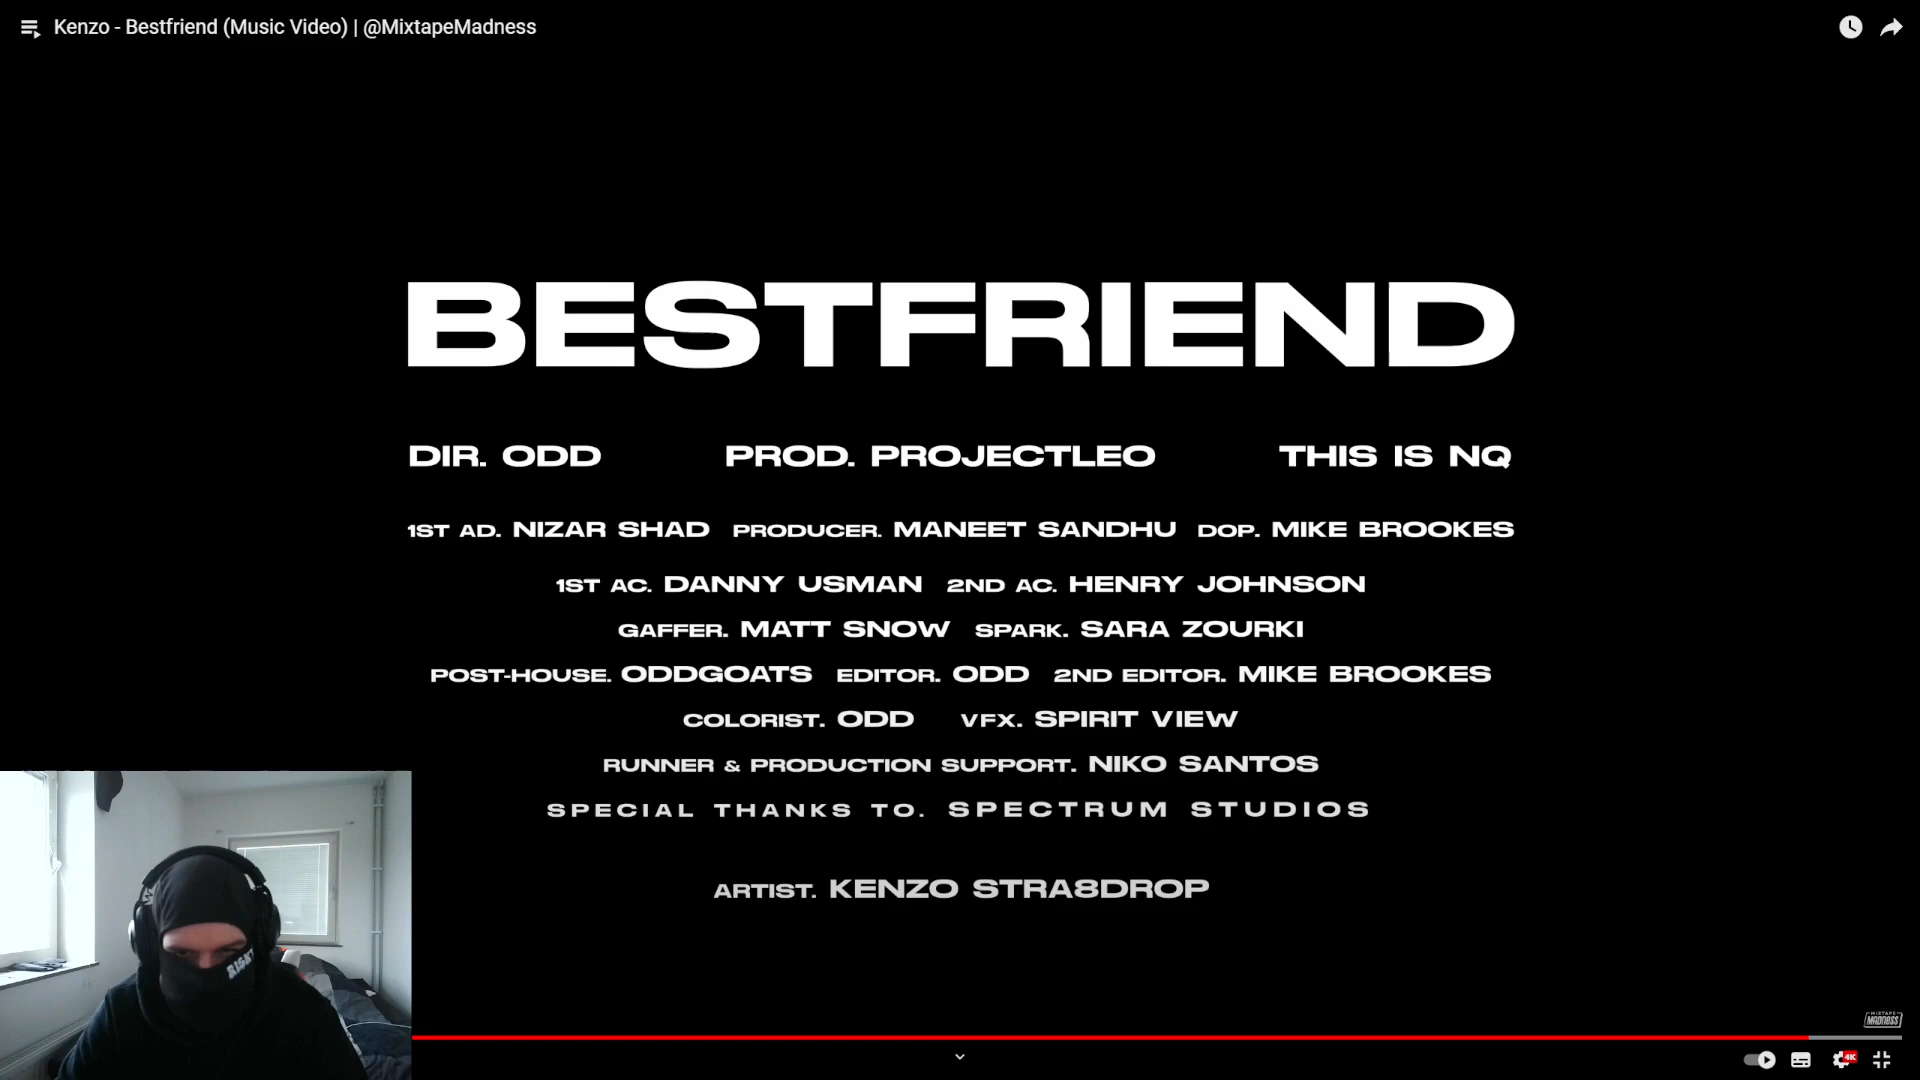 Kenzo - Bestfriend (Music Video) | @MixtapeMadness
BESTFRIEND
DIR. ODD PROD. PROJECTLEO THIS IS NQ
1ST AD. NIZAR SHAD PRODUCER. MANEET SANDHU DOP. MIKE BROOKES
1ST AC. DANNY USMAN 2ND AC. HENRY JOHNSON
GAFFER. MATT SNOW SPARK. SARA ZOURKI
POST-HOUSE. ODDGOATS EDITOR. ODD 2ND EDITOR. MIKE BROOKES
COLORIST. ODD VFX. SPIRIT VIEW
RUNNER & PRODUCTION SUPPORT. NIKO SANTOS
SPECIAL THANKS TO. SPECTRUM STUDIOS
ARTIST. KENZO STRA8DROP
MIXTAPE
MADNESS
4K